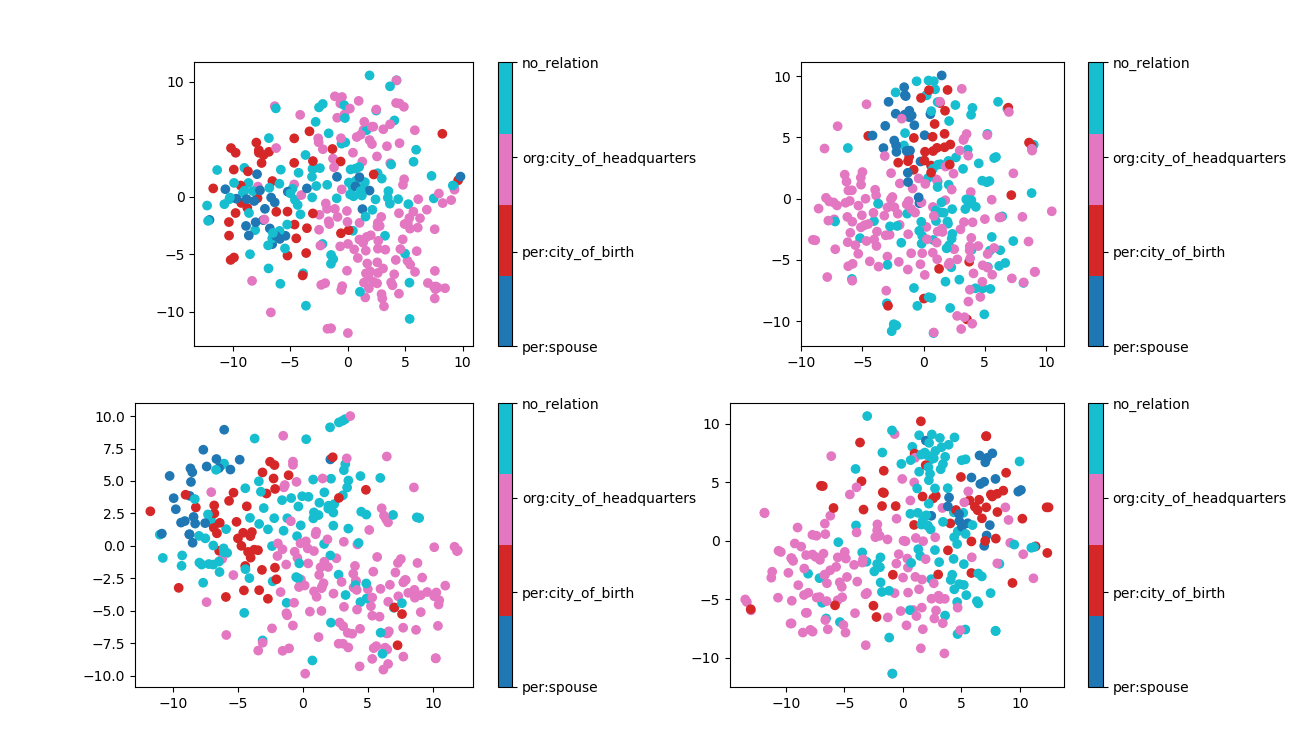 no_relation
org:city_of_headquarters
per:city_of_birth
per:spouse
10
5
0
−5
−10
−10 −5 0 5 10
no_relation
org:city_of_headquarters
per:city_of_birth
per:spouse
10
5
0
−5
−10
−10 −5 0 5 10
no_relation
org:city_of_headquarters
per:city_of_birth
per:spouse
10.0
7.5
5.0
2.5
0.0
−2.5
−5.0
−7.5
−10.0
−10 −5 0 5 10
no_relation
org:city_of_headquarters
per:city_of_birth
per:spouse
10
5
0
−5
−10
−10 −5 0 5 10